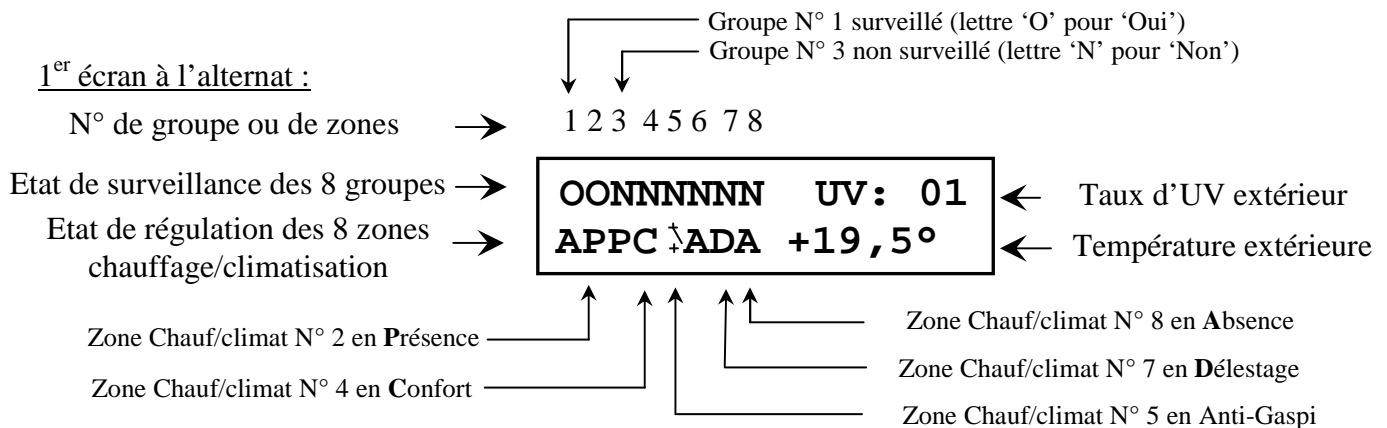 Groupe N° 1 surveillé (lettre ‘O’ pour ‘Oui’)
Groupe N° 3 non surveillé (lettre ‘N’ pour ‘Non’)
1er écran à l’alternat :
N° de groupe ou de zones
1 2 3 4 5 6 7 8
Etat de surveillance des 8 groupes
OONNNNNN UV: 01
Taux d’UV extérieur
Etat de régulation des 8 zones
chauffage/climatisation
APPC ADA +19,5°
Température extérieure
Zone Chauf/climat N° 2 en Présence
Zone Chauf/climat N° 8 en Absence
Zone Chauf/climat N° 4 en Confort
Zone Chauf/climat N° 7 en Délestage
Zone Chauf/climat N° 5 en Anti-Gaspi